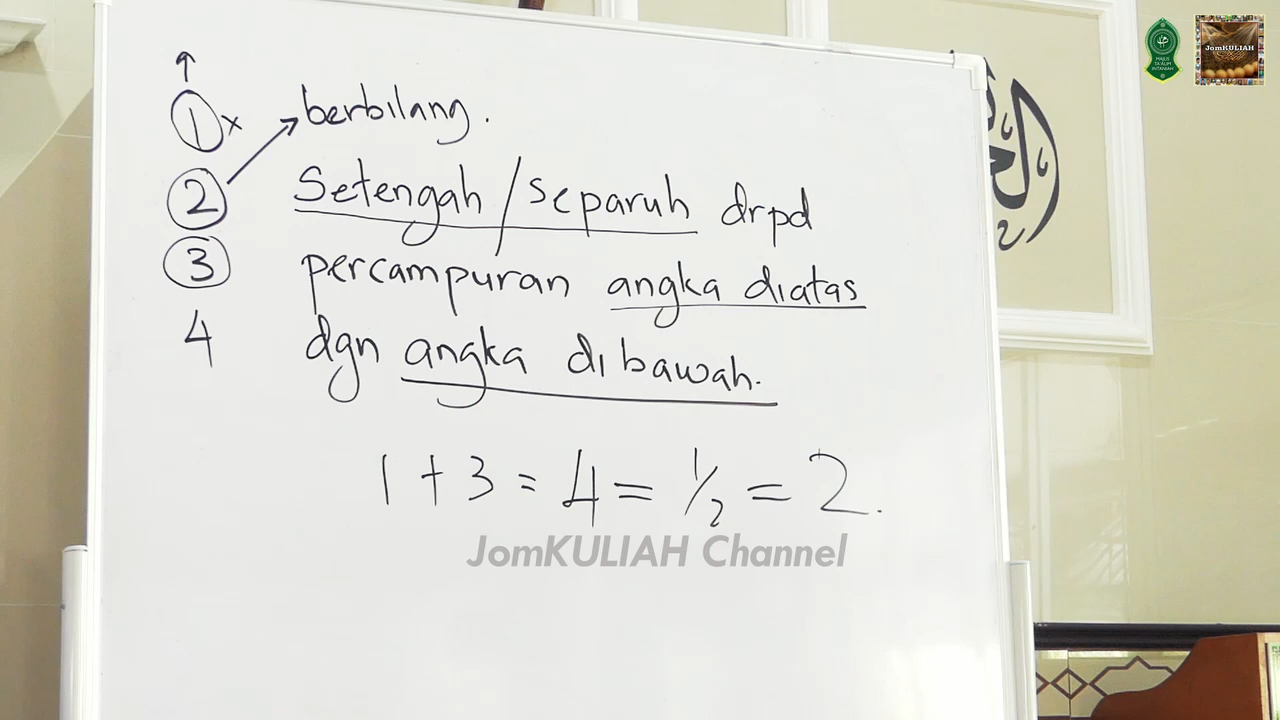 1 x berbilang.
2 Setengah/separuh drpd
3 percampuran angka diatas
4 dgn angka dibawah.
1 + 3 = 4 = 1/2 = 2.
JomKULIAH Channel
JomKULIAH